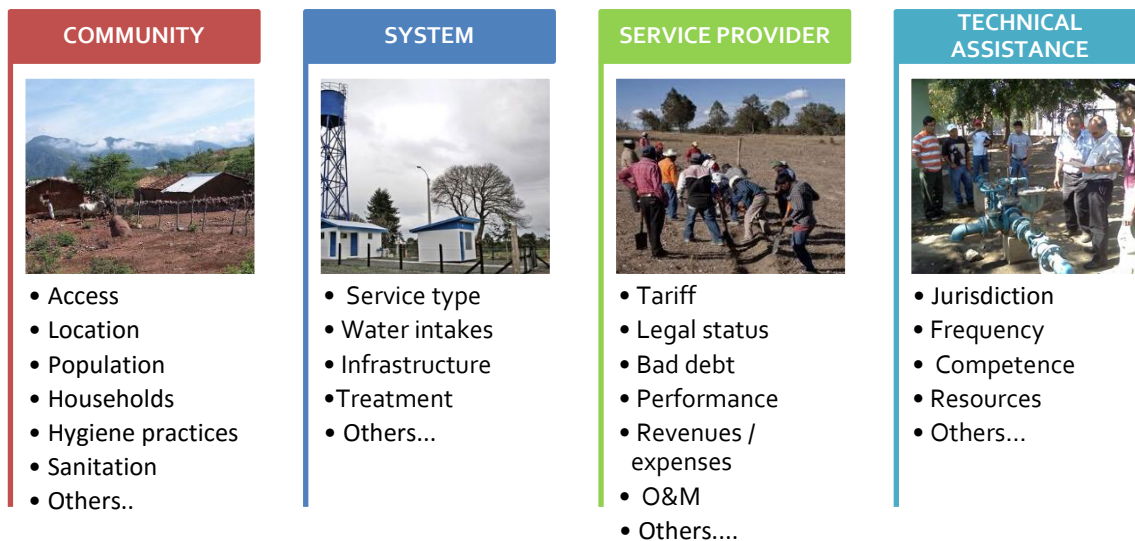 COMMUNITY
• Access
• Location
• Population
• Households
• Hygiene practices
• Sanitation
• Others..
SYSTEM
• Service type
• Water intakes
• Infrastructure
•Treatment
• Others...
SERVICE PROVIDER
• Tariff
• Legal status
• Bad debt
• Performance
• Revenues /
expenses
• O&M
• Others....
TECHNICAL
ASSISTANCE
• Jurisdiction
• Frequency
• Competence
• Resources
• Others...